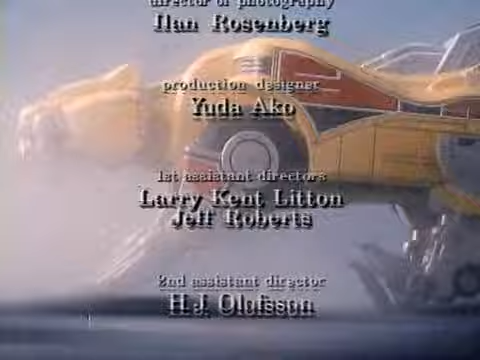 director of photography
Ilan Rosenberg
production designer
Yuda Ako
1st assistant directors
Larry Kent Litton
Jeff Roberts
2nd assistant director
H.J. Olafsson